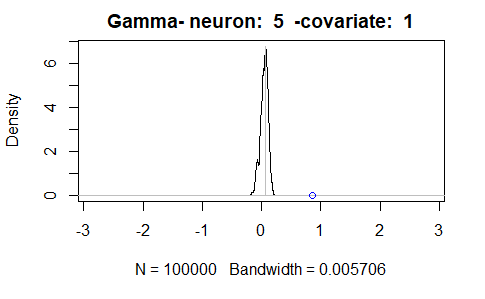 Gamma- neuron:  5  -covariate:  1
Density
6
4
2
0
-3 -2 -1 0 1 2 3
N = 100000   Bandwidth = 0.005706